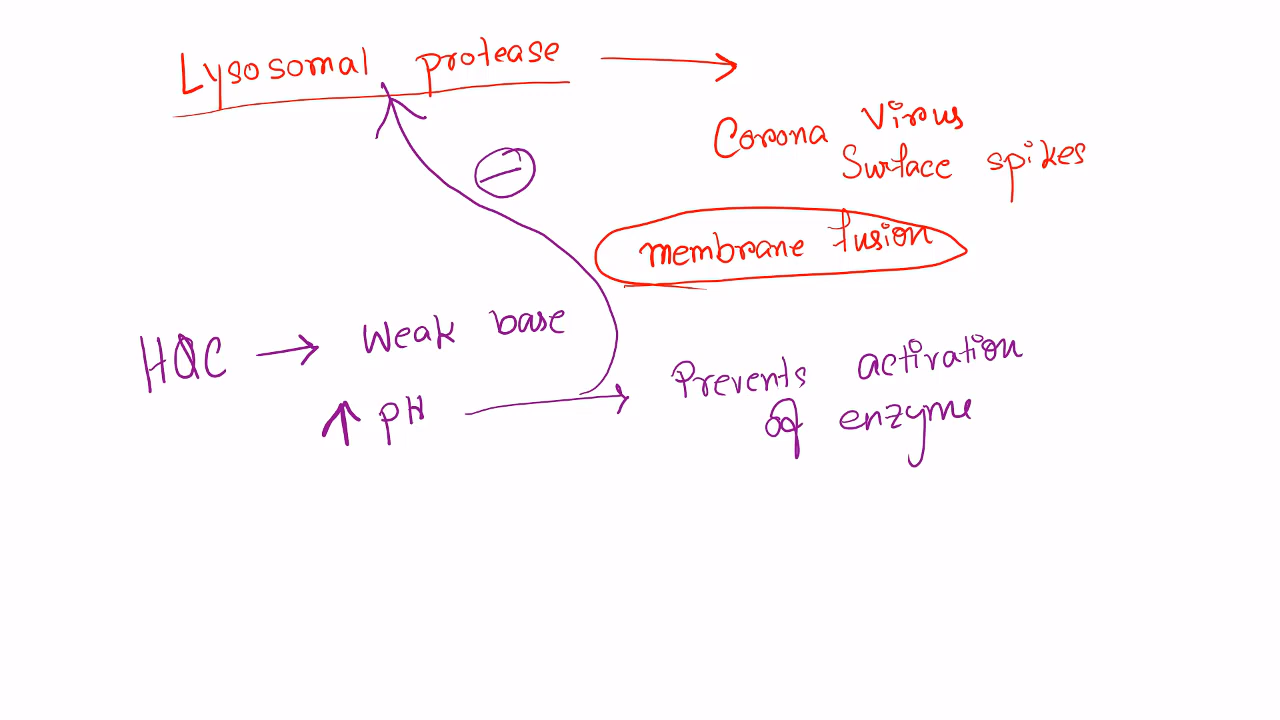 Lysosomal protease →
Corona Virus
Surface spikes
membrane fusion
HQC → Weak base
↑ pH → Prevents activation
of enzyme